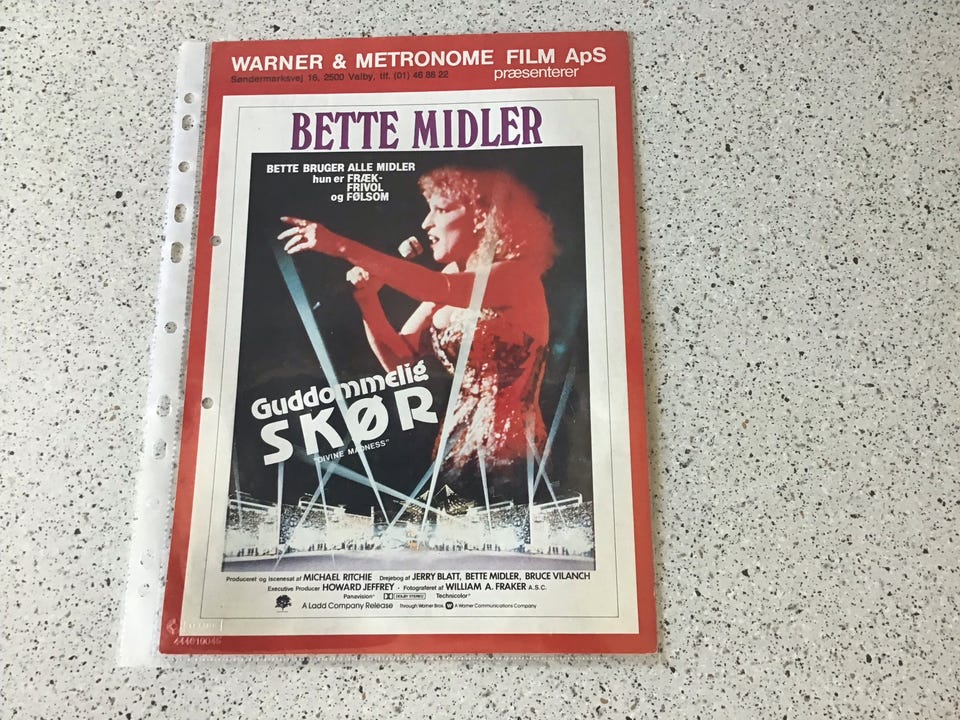 WARNER & METRONOME FILM ApS
Søndermarksvej 16, 2500 Valby, tlf. (01) 46 88 22
præsenterer
BETTE MIDLER
BETTE BRUGER ALLE MIDLER
hun er FRÆK-
FRIVOL
og FØLSOM
Guddommelig
SKØR
"DIVINE MADNESS"
Produceret og iscenesat af MICHAEL RITCHIE Drejebog af JERRY BLATT, BETTE MIDLER, BRUCE VILANCH
Executive Producer HOWARD JEFFREY · Fotograferet af WILLIAM A. FRAKER A.S.C.
Panavision® DOLBY STEREO Technicolor®
A Ladd Company Release Through Warner Bros. A Warner Communications Company